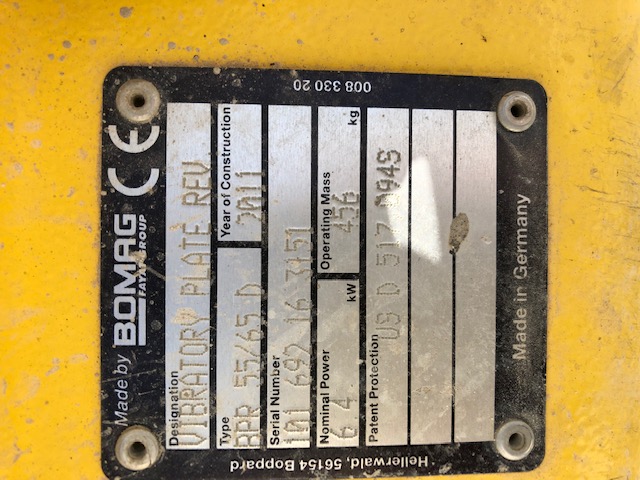 Made by BOMAG CE
FAYAT GROUP
Designation
VIBRATORY PLATE REV.
Type Year of Construction
BPR 55/65 D 2011
Serial Number
101 692 16 3151
Nominal Power kW Operating Mass kg
6 4 436
Patent Protection
US D 517 094S
Made in Germany
Hellerwald, 56154 Boppard
008 330 20